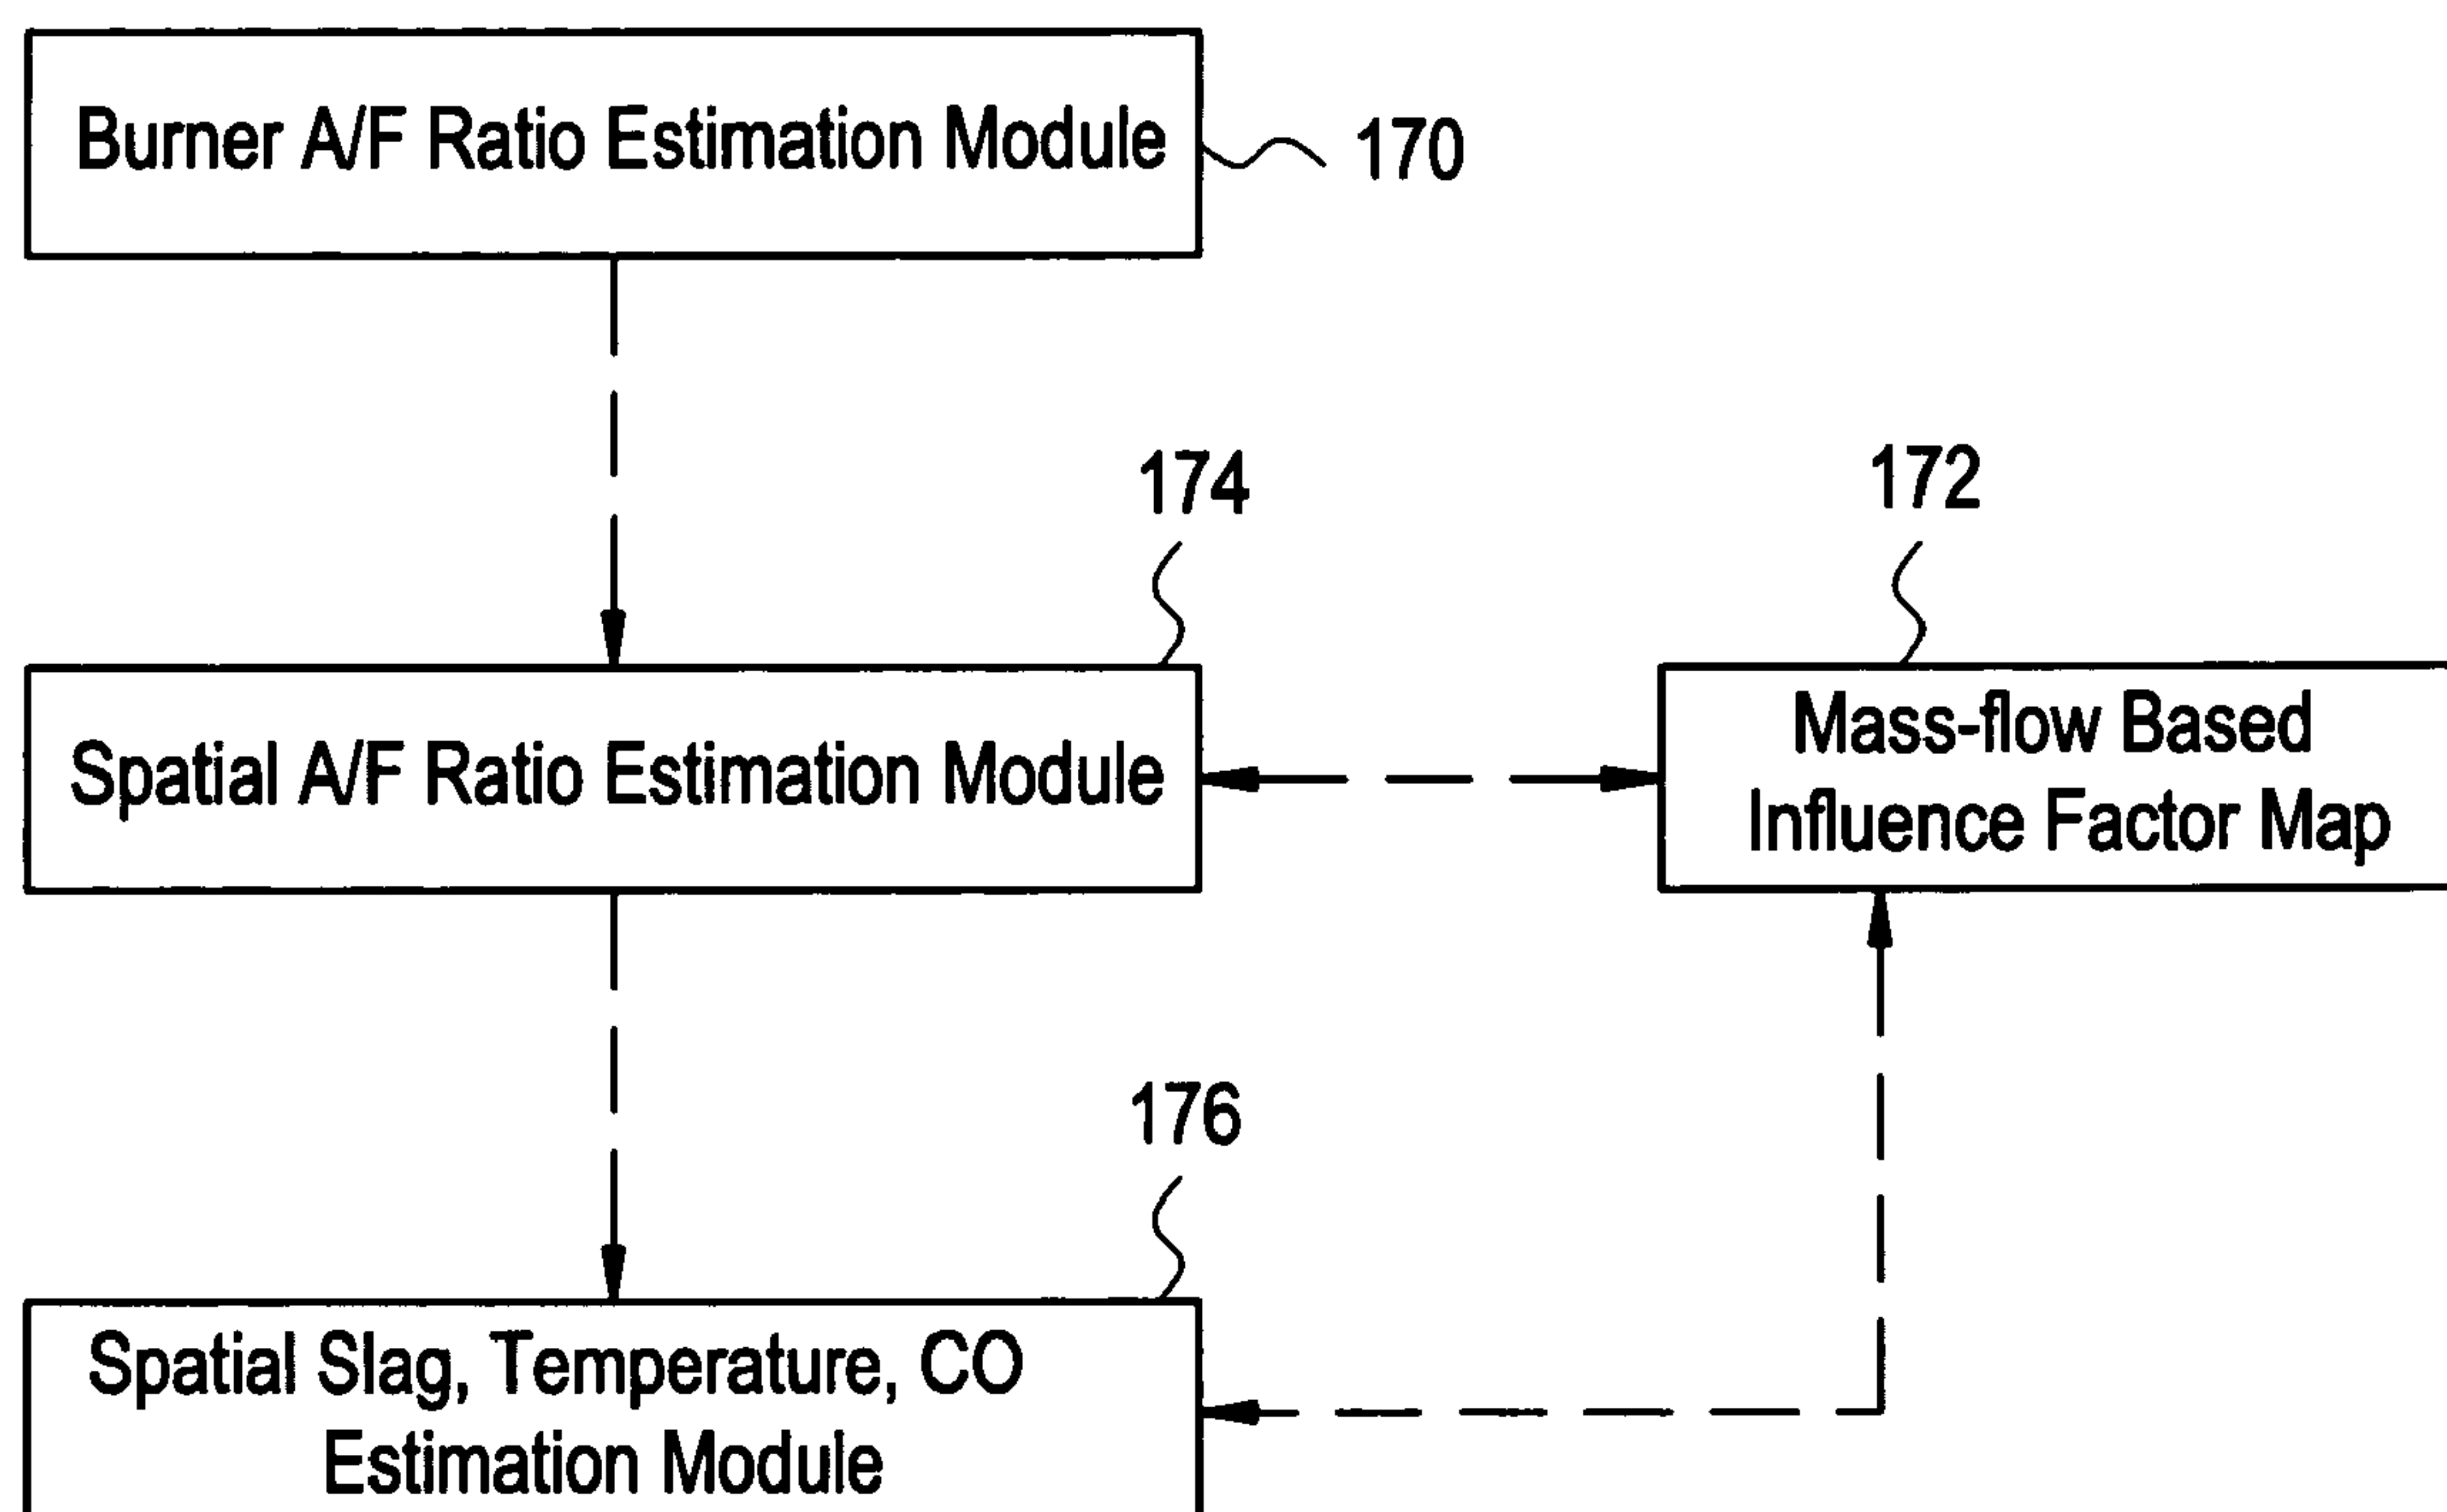 Burner A/F Ratio Estimation Module
170
174
172
Spatial A/F Ratio Estimation Module
Mass-flow Based
Influence Factor Map
176
Spatial Slag, Temperature, CO
Estimation Module